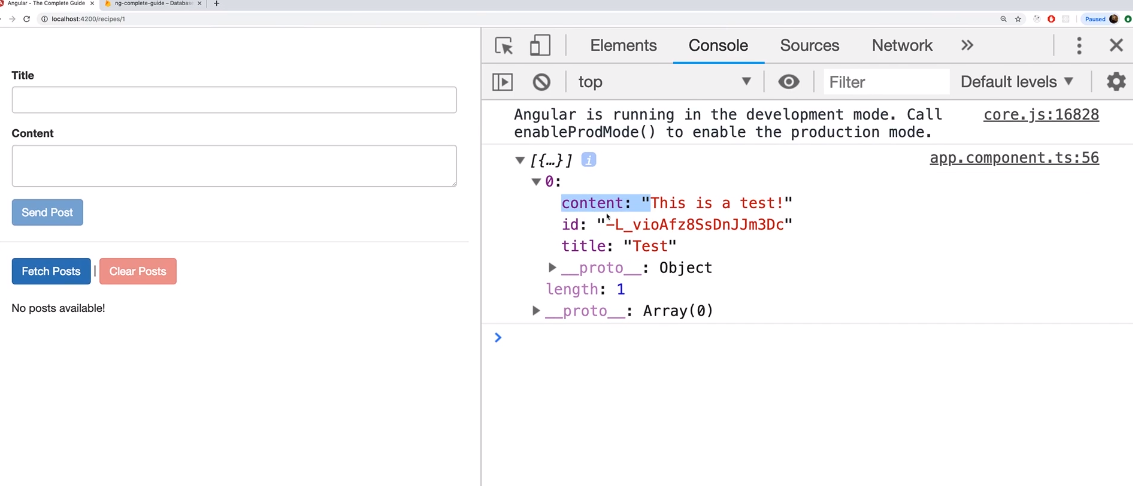 Angular - The Complete Guide
ng-complete-guide – Databas
localhost:4200/recipes/1
Paused
Title
Content
Send Post
Fetch Posts | Clear Posts
No posts available!
Elements Console Sources Network »
top Filter Default levels ▼
Angular is running in the development mode. Call core.js:16828
enableProdMode() to enable the production mode.
[{…}] i app.component.ts:56
0:
content: "This is a test!"
id: "-L_vioAfz8SsDnJJm3Dc"
title: "Test"
__proto__: Object
length: 1
__proto__: Array(0)